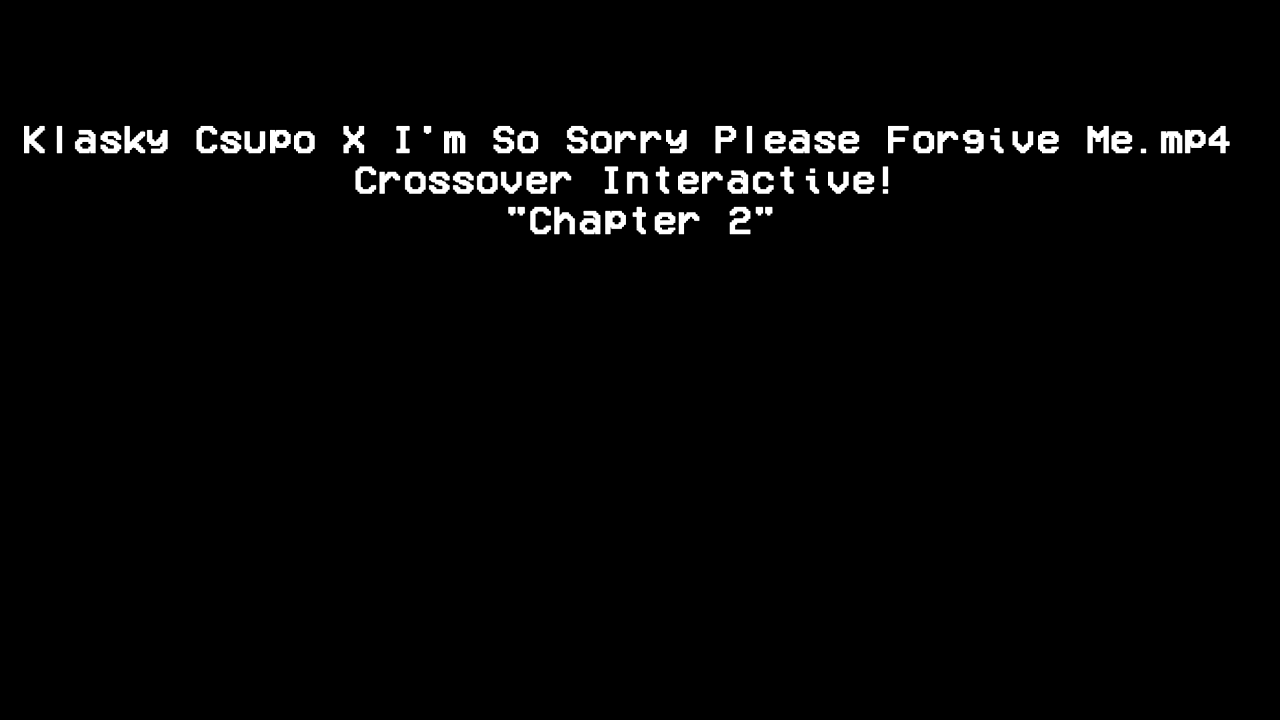 Klasky Csupo X I'm So Sorry Please Forgive Me.mp4
Crossover Interactive!
"Chapter 2"